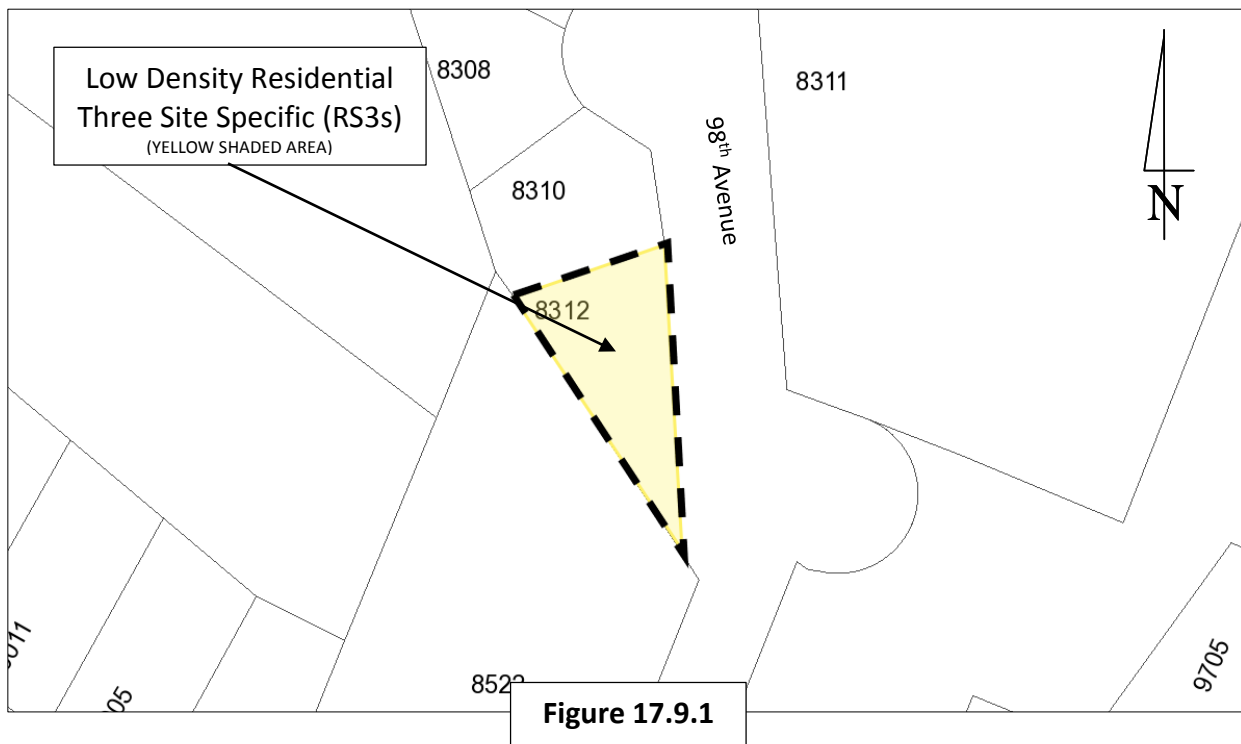 Low Density Residential
Three Site Specific (RS3s)
(YELLOW SHADED AREA)
8308
8311
98th Avenue
8310
N
8312
9705
Figure 17.9.1